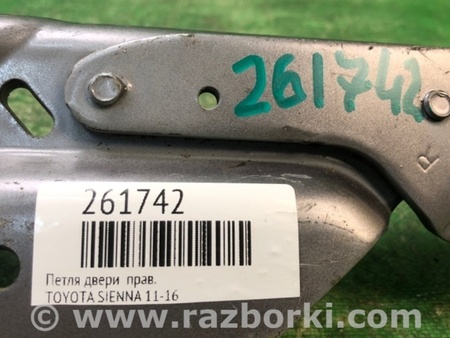 261742
R
261742
Петля двери прав.
TOYOTA SIENNA 11-16
www.razborki.com